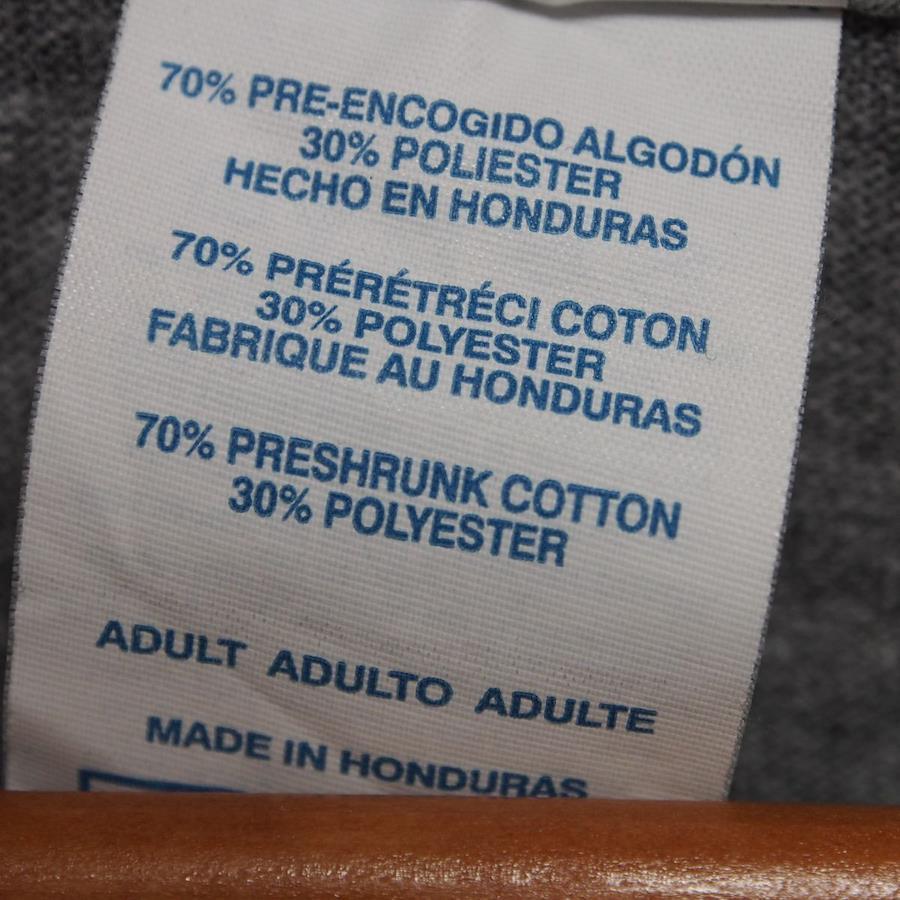 70% PRE-ENCOGIDO ALGODÓN
30% POLIESTER
HECHO EN HONDURAS
70% PRÉRÉTRÉCI COTON
30% POLYESTER
FABRIQUE AU HONDURAS
70% PRESHRUNK COTTON
30% POLYESTER
ADULT ADULTO ADULTE
MADE IN HONDURAS